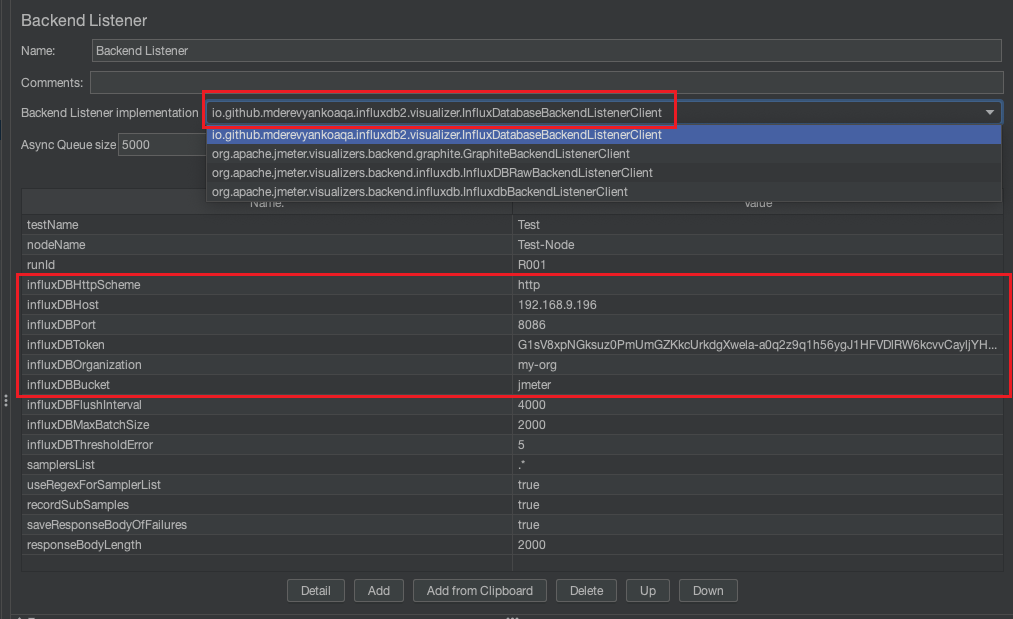 Backend Listener
Name: Backend Listener
Comments:
Backend Listener implementation io.github.mderevyankoaqa.influxdb2.visualizer.InfluxDatabaseBackendListenerClient
io.github.mderevyankoaqa.influxdb2.visualizer.InfluxDatabaseBackendListenerClient
Async Queue size 5000
org.apache.jmeter.visualizers.backend.graphite.GraphiteBackendListenerClient
org.apache.jmeter.visualizers.backend.influxdb.InfluxDBRawBackendListenerClient
org.apache.jmeter.visualizers.backend.influxdb.InfluxdbBackendListenerClient
Name: Value
testName Test
nodeName Test-Node
runId R001
influxDBHttpScheme http
influxDBHost 192.168.9.196
influxDBPort 8086
influxDBToken
influxDBOrganization my-org
influxDBBucket jmeter
influxDBFlushInterval 4000
influxDBMaxBatchSize 2000
influxDBThresholdError 5
samplersList .*
useRegexForSamplerList true
recordSubSamples true
saveResponseBodyOfFailures true
responseBodyLength 2000
Detail Add Add from Clipboard Delete Up Down